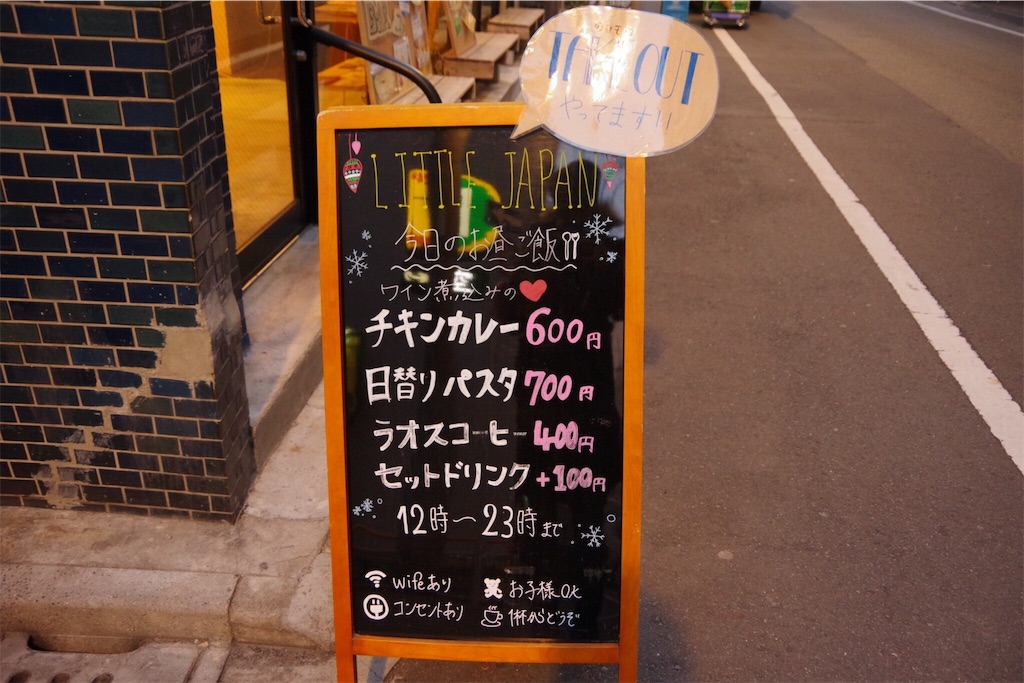 TAKE OUT
やってます!!
LITTLE JAPAN
今日のお昼ご飯
ワイン煮込みの
チキンカレー 600円
日替りパスタ 700円
ラオスコーヒー 400円
セットドリンク +100円
12時〜23時まで
wifeあり
お子様OK
コンセントあり
1杯からどうぞ